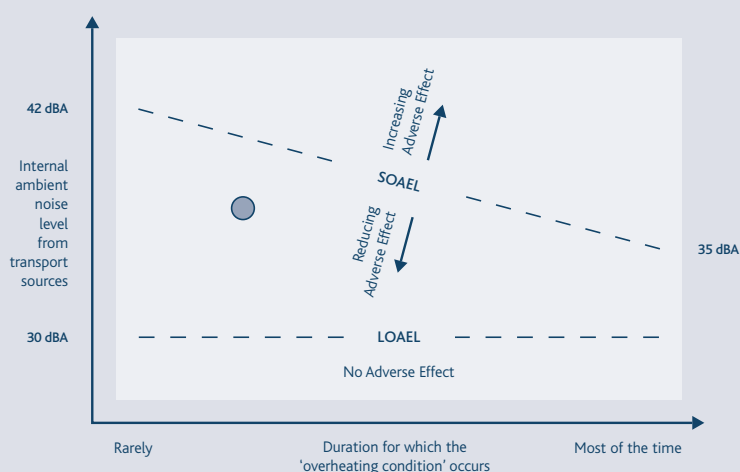 42 dBA
Internal
ambient
noise
level
from
transport
sources
30 dBA
Increasing
Adverse Effect
SOAEL
Reducing
Adverse Effect
35 dBA
LOAEL
No Adverse Effect
Rarely
Duration for which the
‘overheating condition’ occurs
Most of the time